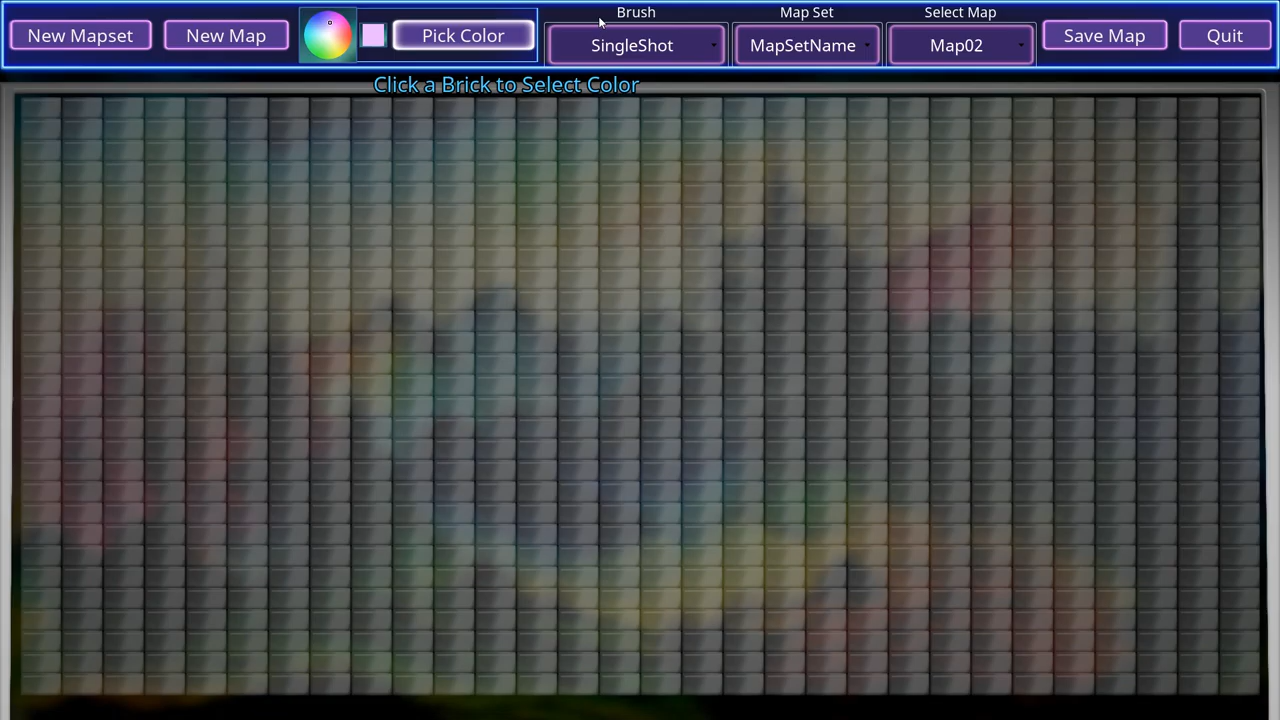 New Mapset
New Map
Pick Color
Brush
SingleShot
Map Set
MapSetName
Select Map
Map02
Save Map
Quit
Click a Brick to Select Color